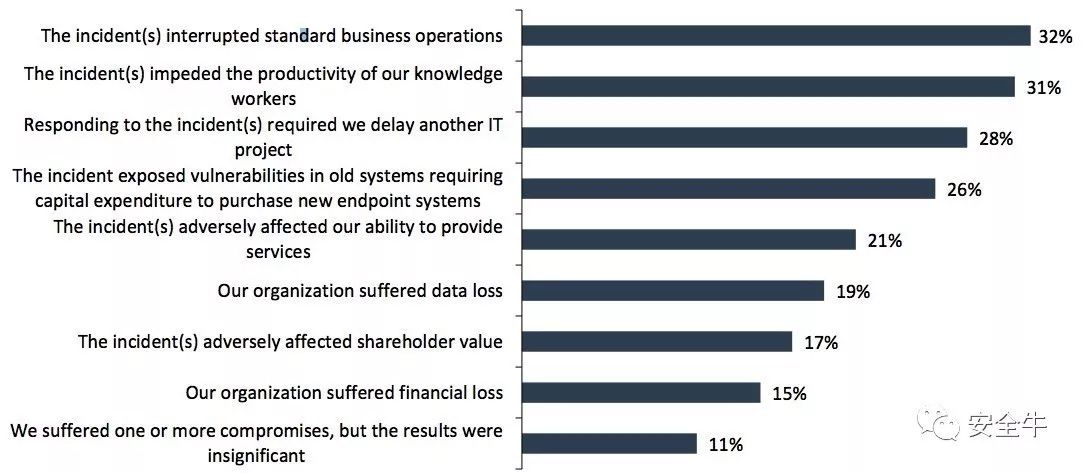 The incident(s) interrupted standard business operations 32%
The incident(s) impeded the productivity of our knowledge
workers 31%
Responding to the incident(s) required we delay another IT
project 28%
The incident exposed vulnerabilities in old systems requiring
capital expenditure to purchase new endpoint systems 26%
The incident(s) adversely affected our ability to provide
services 21%
Our organization suffered data loss 19%
The incident(s) adversely affected shareholder value 17%
Our organization suffered financial loss 15%
We suffered one or more compromises, but the results were
insignificant 11%
安全牛